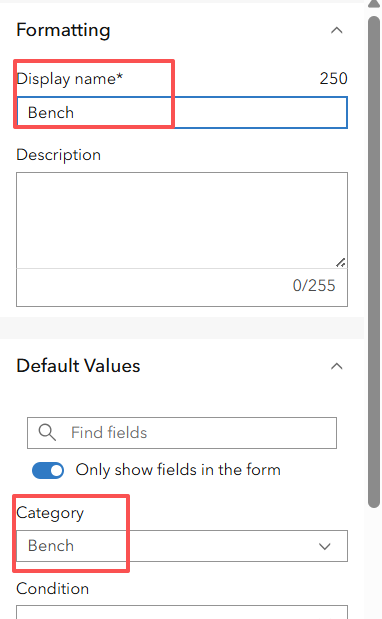 Formatting
Display name* 250
Bench
Description
0/255
Default Values
Find fields
Only show fields in the form
Category
Bench
Condition